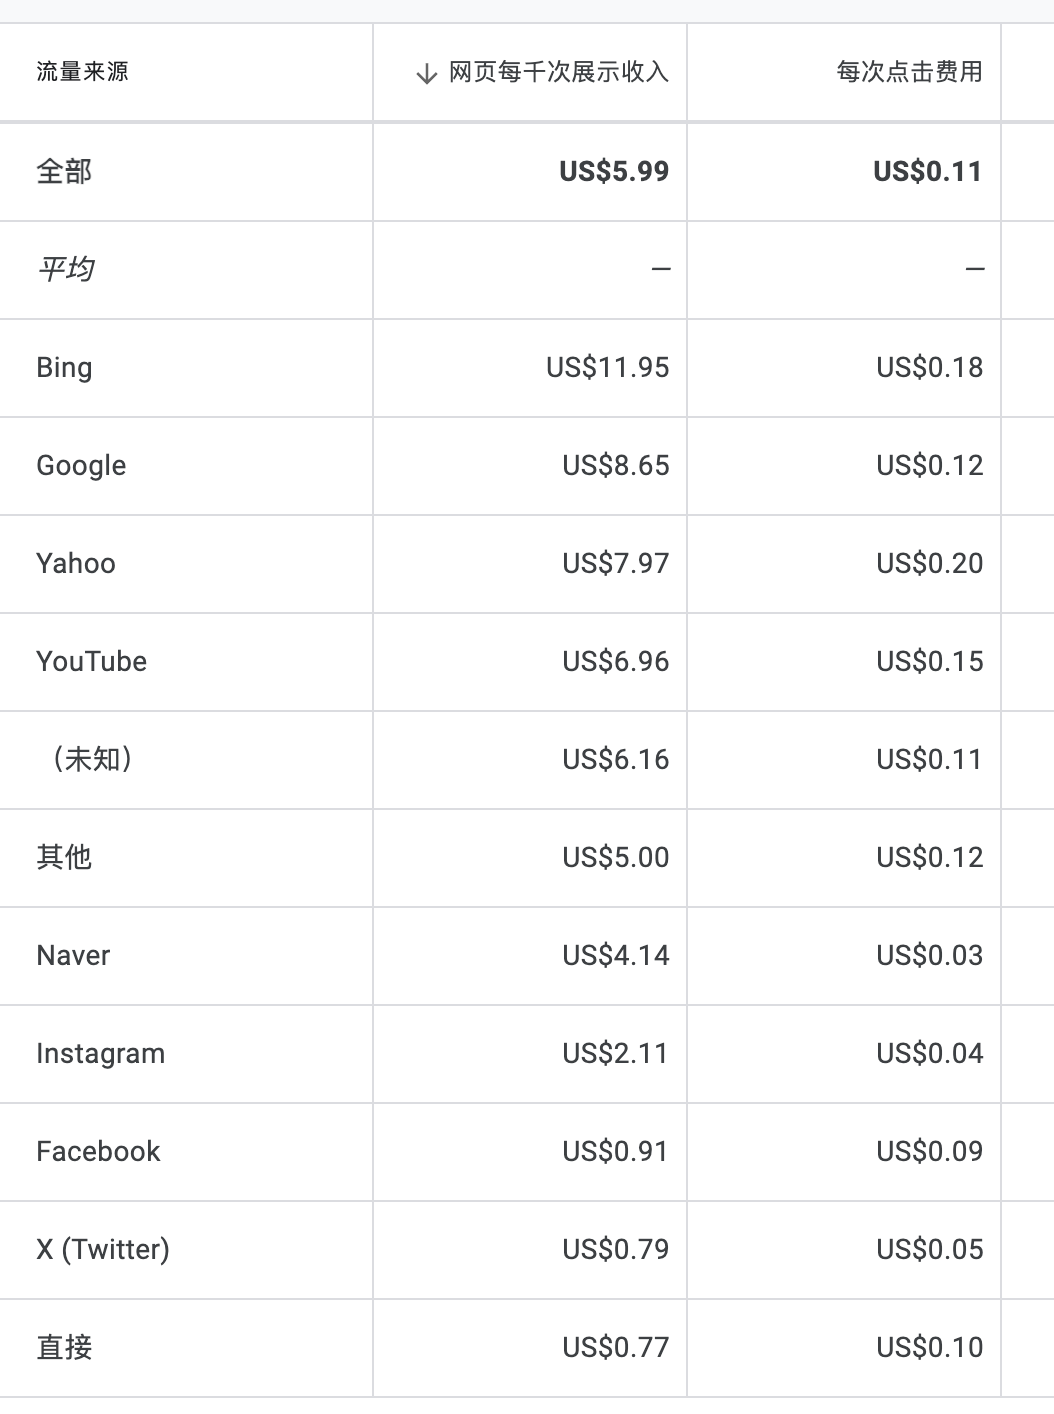 流量来源 ↓ 网页每千次展示收入 每次点击费用
全部 US$5.99 US$0.11
平均 — —
Bing US$11.95 US$0.18
Google US$8.65 US$0.12
Yahoo US$7.97 US$0.20
YouTube US$6.96 US$0.15
（未知） US$6.16 US$0.11
其他 US$5.00 US$0.12
Naver US$4.14 US$0.03
Instagram US$2.11 US$0.04
Facebook US$0.91 US$0.09
X (Twitter) US$0.79 US$0.05
直接 US$0.77 US$0.10